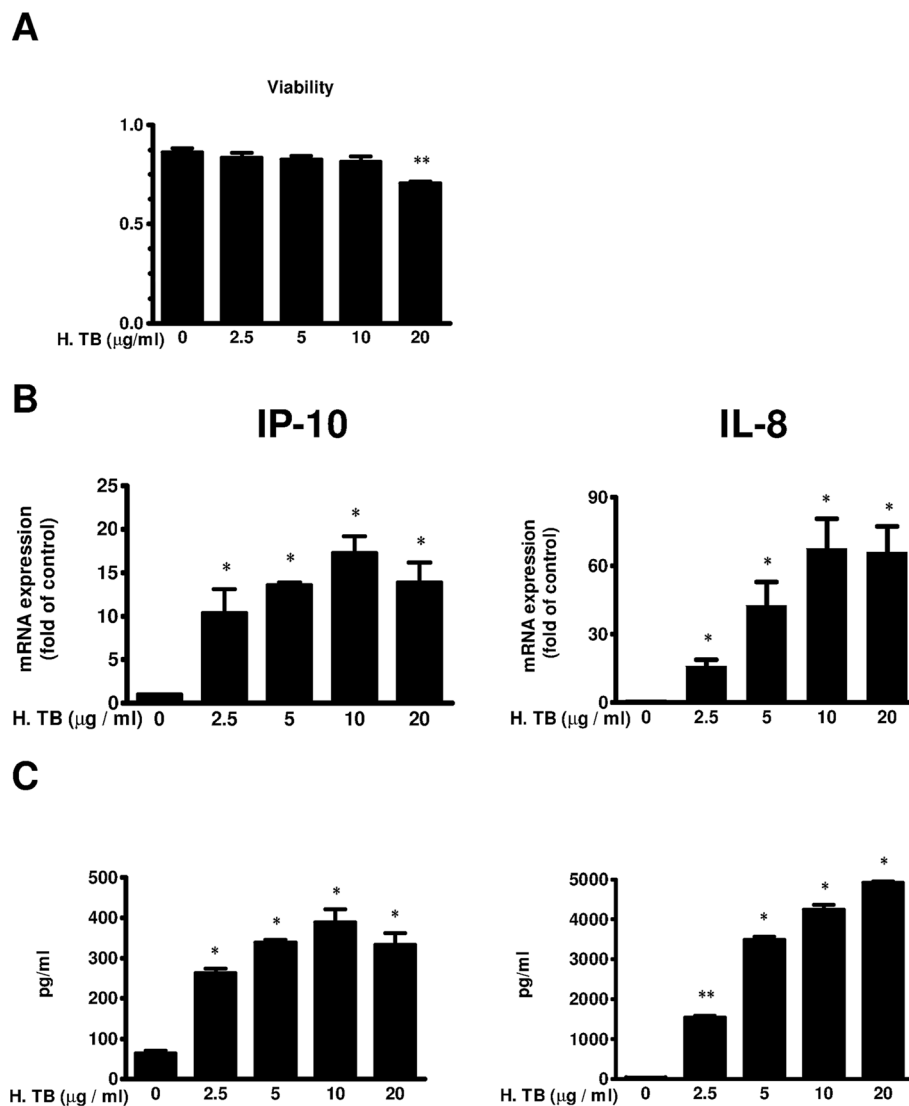 A
Viability
1.0
0.5
0.0
**
H. TB (μg/ml) 0 2.5 5 10 20
B
IP-10
mRNA expression
(fold of control)
25
20
15
10
5
0
* * * *
H. TB (μg / ml) 0 2.5 5 10 20
IL-8
mRNA expression
(fold of control)
90
60
30
0
* * * *
H. TB (μg / ml) 0 2.5 5 10 20
C
pg/ml
500
400
300
200
100
0
* * * *
H. TB (μg / ml) 0 2.5 5 10 20
pg/ml
5000
4000
3000
2000
1000
0
** * * *
H. TB (μg / ml) 0 2.5 5 10 20